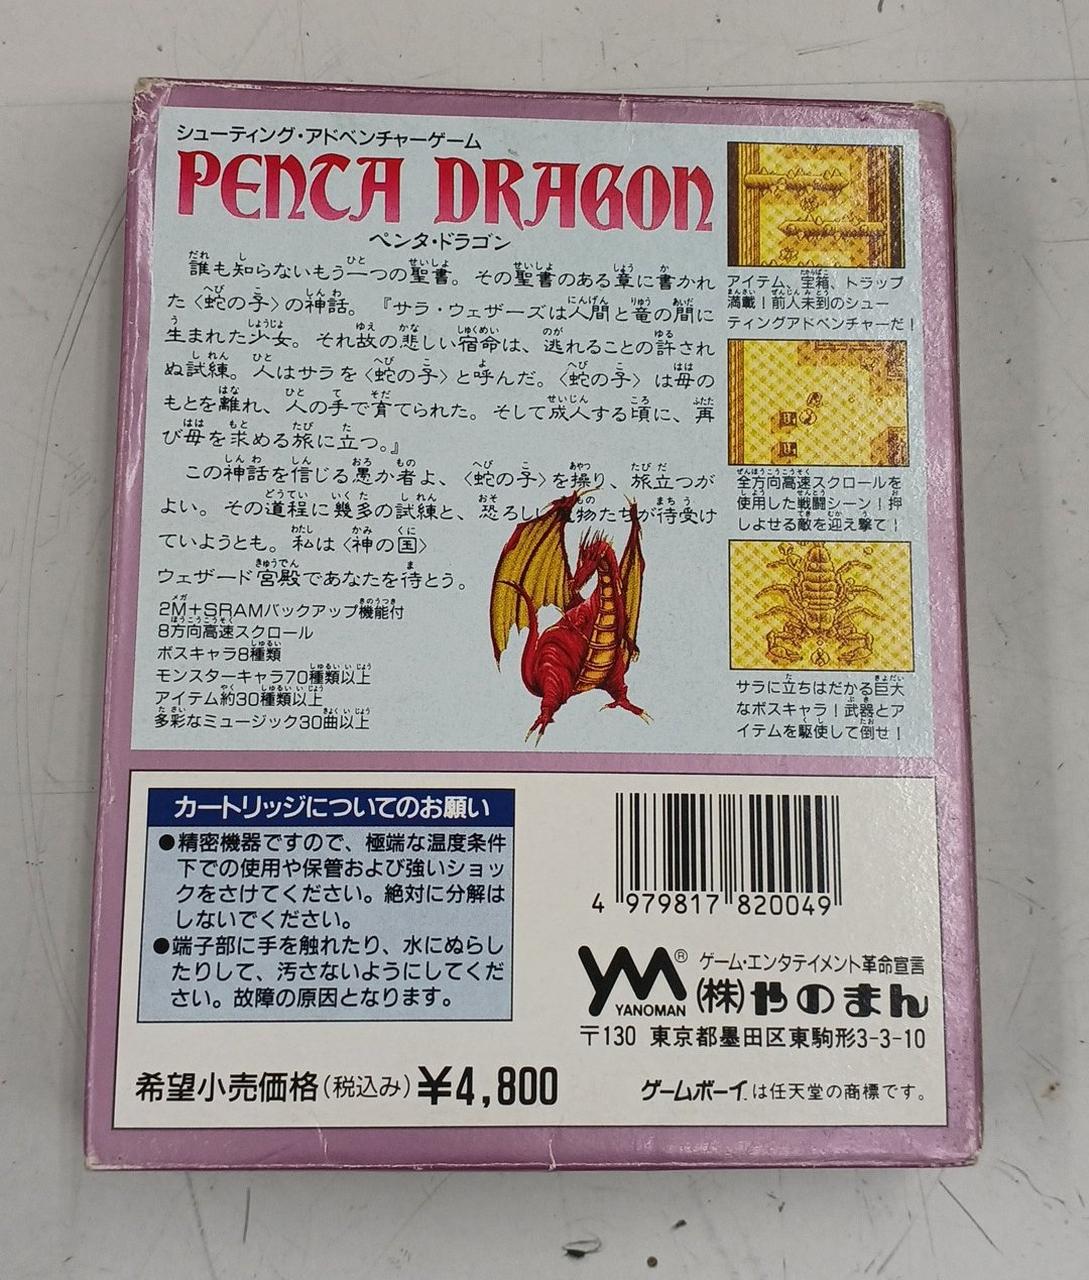 シューティング・アドベンチャーゲーム
PENTA DRAGON
ペンタ・ドラゴン
誰も知らないもう一つの聖書。その聖書のある章に書かれ
た〈蛇の子〉の神話。『サラ・ウェザーズは人間と竜の間に
生まれた少女。それ故の悲しい宿命は、逃れることの許され
ぬ試練。人はサラを〈蛇の子〉と呼んだ。〈蛇の子〉は母の
もとを離れ、人の手で育てられた。そして成人する頃に、再
び母を求める旅に立つ。』
この神話を信じる愚か者よ、〈蛇の子〉を操り、旅立つが
よい。その道程に幾多の試練と、恐ろしい魔物たちが待受け
ていようとも。私は〈神の国〉
ウェザード宮殿であなたを待とう。
2M+SRAMバックアップ機能付
8方向高速スクロール
ボスキャラ8種類
モンスターキャラ70種類以上
アイテム約30種類以上
多彩なミュージック30曲以上
アイテム、宝箱、トラップ
満載!前人未到のシュー
ティングアドベンチャーだ!
全方向高速スクロールを
使用した戦闘シーン!押
しよせる敵を迎え撃て!
サラに立ちはだかる巨大
なボスキャラ!武器とア
イテムを駆使して倒せ!
カートリッジについてのお願い
●精密機器ですので、極端な温度条件
下での使用や保管および強いショッ
クをさけてください。絶対に分解は
しないでください。
●端子部に手を触れたり、水にぬらし
たりして、汚さないようにしてくだ
さい。故障の原因となります。
希望小売価格(税込み)¥4,800
4 979817 820049
YM®
YANOMAN
ゲーム・エンタテイメント革命宣言
(株)やのまん
〒130 東京都墨田区東駒形3-3-10
ゲームボーイ は任天堂の商標です。